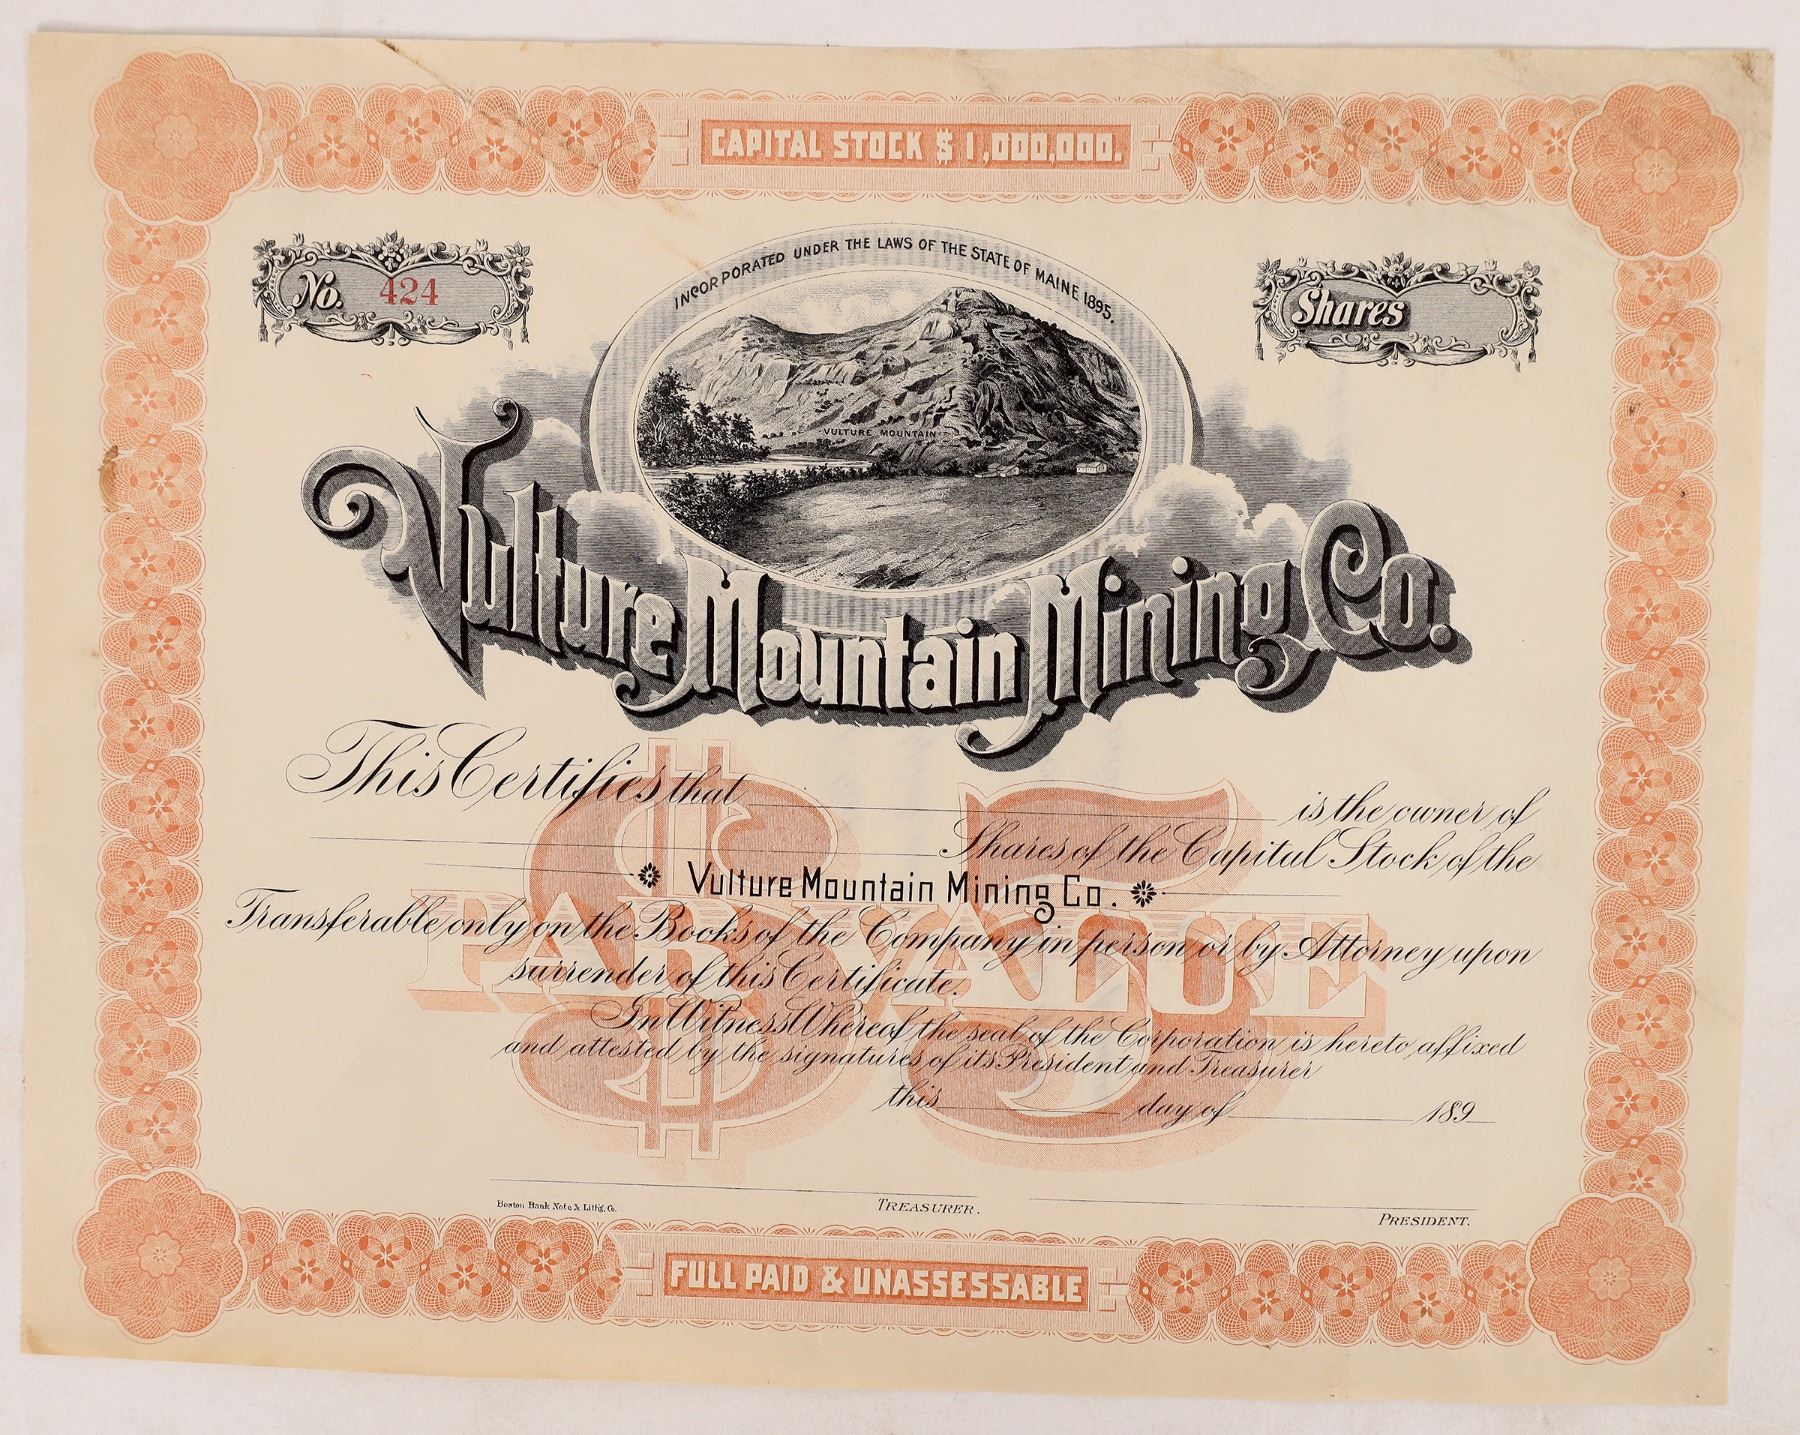 CAPITAL STOCK $1,000,000.
No. 424
INCORPORATED UNDER THE LAWS OF THE STATE OF MAINE 1895.
Shares
VULTURE MOUNTAIN
Vulture Mountain Mining Co.
This Certifies that is the owner of
Shares of the Capital Stock of the
Vulture Mountain Mining Co.
Transferable only on the Books of the Company in person or by Attorney upon
surrender of this Certificate.
$5
PAR VALUE
In Witness Whereof the seal of the Corporation is hereto affixed
and attested by the signatures of its President and Treasurer
this day of 189
Boston Bank Note & Lithg. Co.
TREASURER.
PRESIDENT.
FULL PAID & UNASSESSABLE